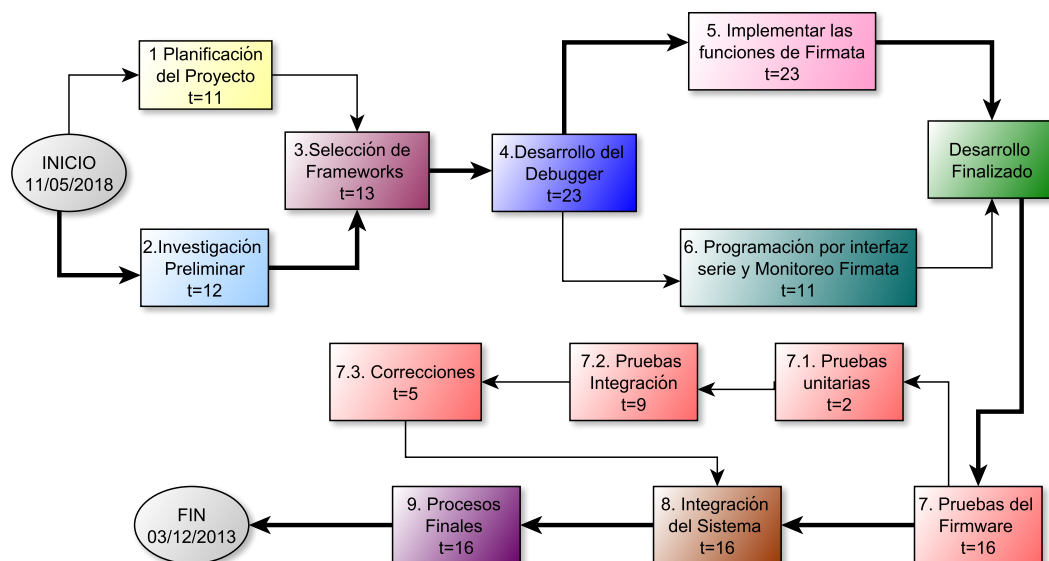 1 Planificación
del Proyecto
t=11
INICIO
11/05/2018
2.Investigación
Preliminar
t=12
3.Selección de
Frameworks
t=13
4.Desarrollo del
Debugger
t=23
5. Implementar las
funciones de Firmata
t=23
6. Programación por interfaz
serie y Monitoreo Firmata
t=11
Desarrollo
Finalizado
7.3. Correcciones
t=5
7.2. Pruebas
Integración
t=9
7.1. Pruebas
unitarias
t=2
FIN
03/12/2013
9. Procesos
Finales
t=16
8. Integración
del Sistema
t=16
7. Pruebas del
Firmware
t=16